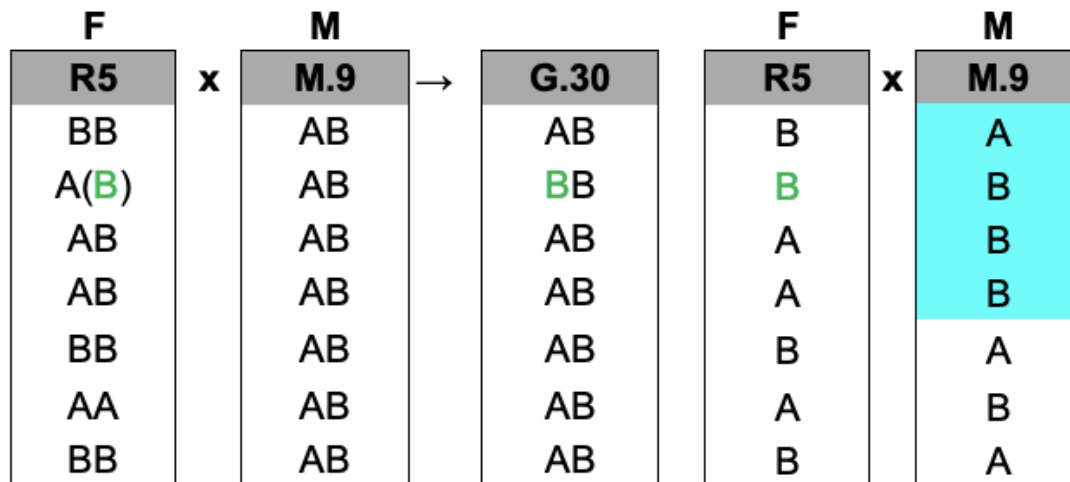 F M F M
R5 x M.9 → G.30 R5 x M.9
BB AB AB B A
A(B) AB BB B B
AB AB AB A B
AB AB AB A B
BB AB AB B A
AA AB AB A B
BB AB AB B A